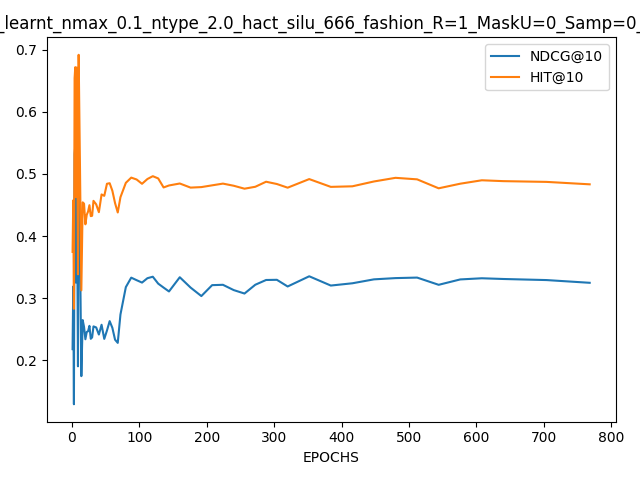 _learnt_nmax_0.1_ntype_2.0_hact_silu_666_fashion_R=1_MaskU=0_Samp=0_
NDCG@10
HIT@10
0.7
0.6
0.5
0.4
0.3
0.2
0 100 200 300 400 500 600 700 800
EPOCHS